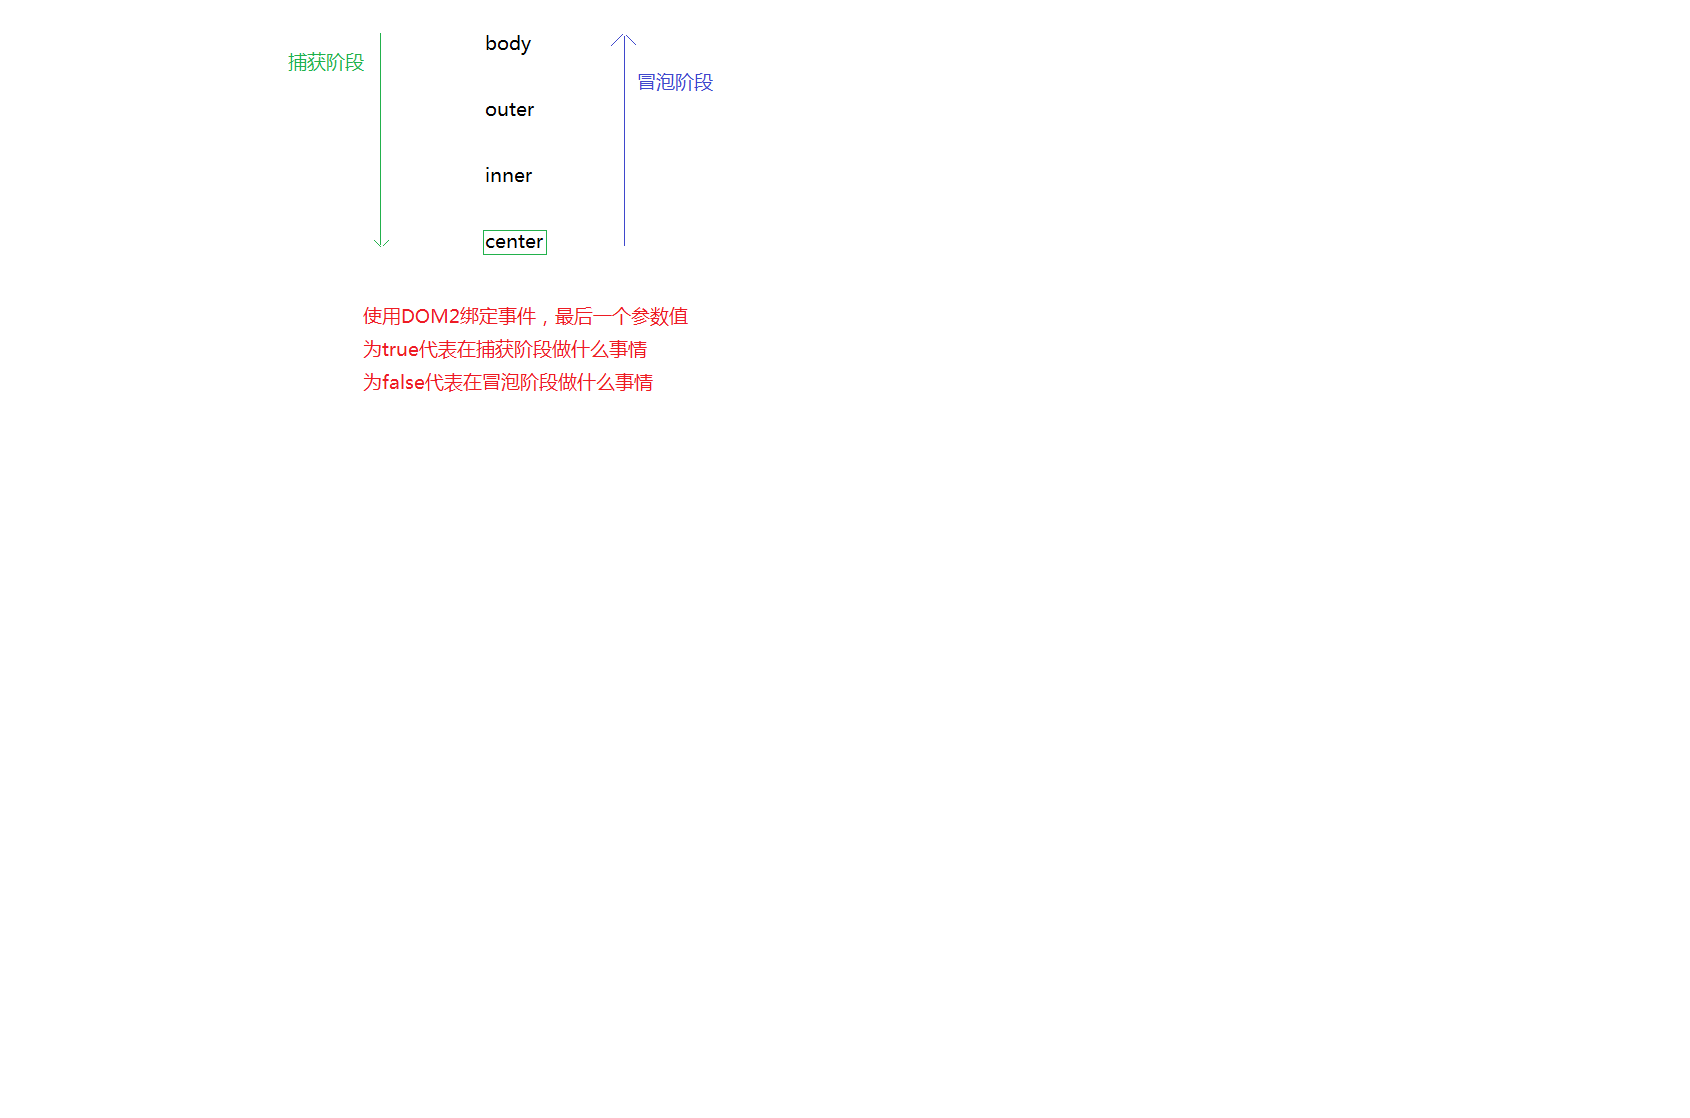 body
捕获阶段
冒泡阶段
outer
inner
center
使用DOM2绑定事件，最后一个参数值
为true代表在捕获阶段做什么事情
为false代表在冒泡阶段做什么事情